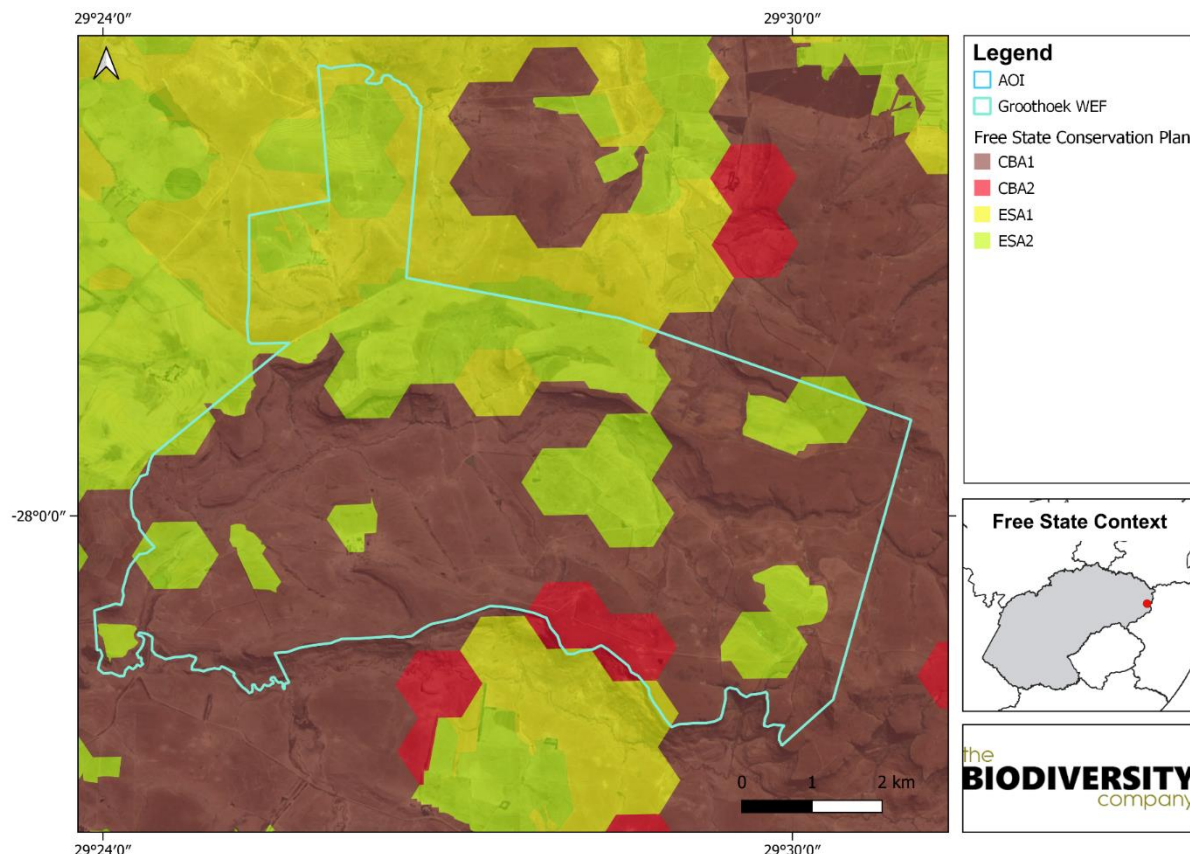 29°24′0″
29°30′0″
Legend
AOI
Groothoek WEF
Free State Conservation Plan
CBA1
CBA2
ESA1
ESA2
-28°0′0″
Free State Context
0 1 2 km
the
BIODIVERSITY
company
29°24′0″
29°30′0″